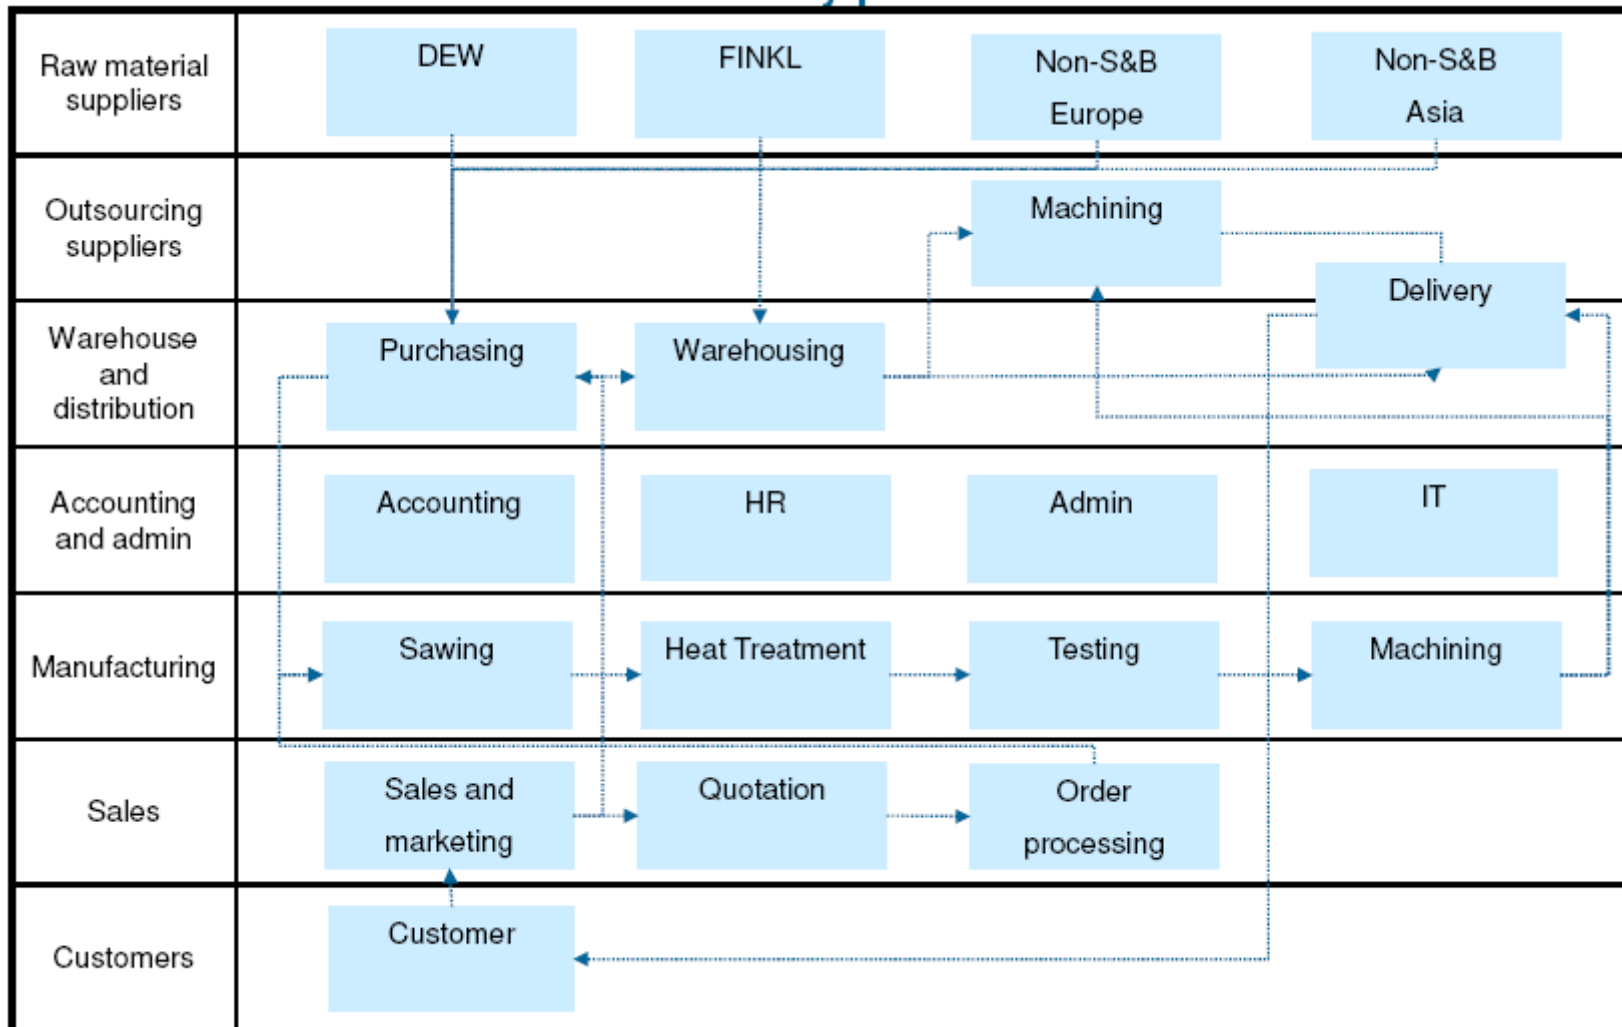 Raw material
suppliers
DEW
FINKL
Non-S&B
Europe
Non-S&B
Asia
Outsourcing
suppliers
Machining
Delivery
Warehouse
and
distribution
Purchasing
Warehousing
Accounting
and admin
Accounting
HR
Admin
IT
Manufacturing
Sawing
Heat Treatment
Testing
Machining
Sales
Sales and
marketing
Quotation
Order
processing
Customers
Customer